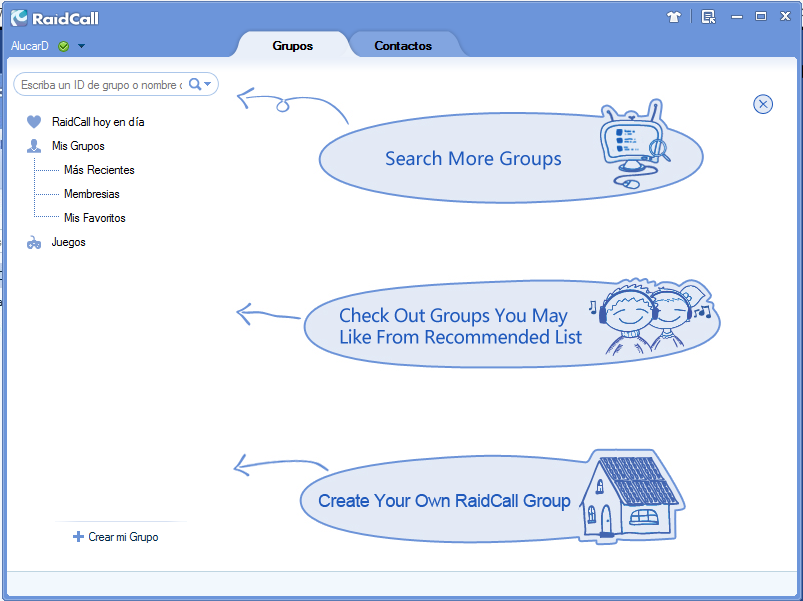 RaidCall
AlucarD
Grupos
Contactos
Escriba un ID de grupo o nombre
RaidCall hoy en día
Mis Grupos
Más Recientes
Membresias
Mis Favoritos
Juegos
Search More Groups
Check Out Groups You May
Like From Recommended List
Create Your Own RaidCall Group
Crear mi Grupo